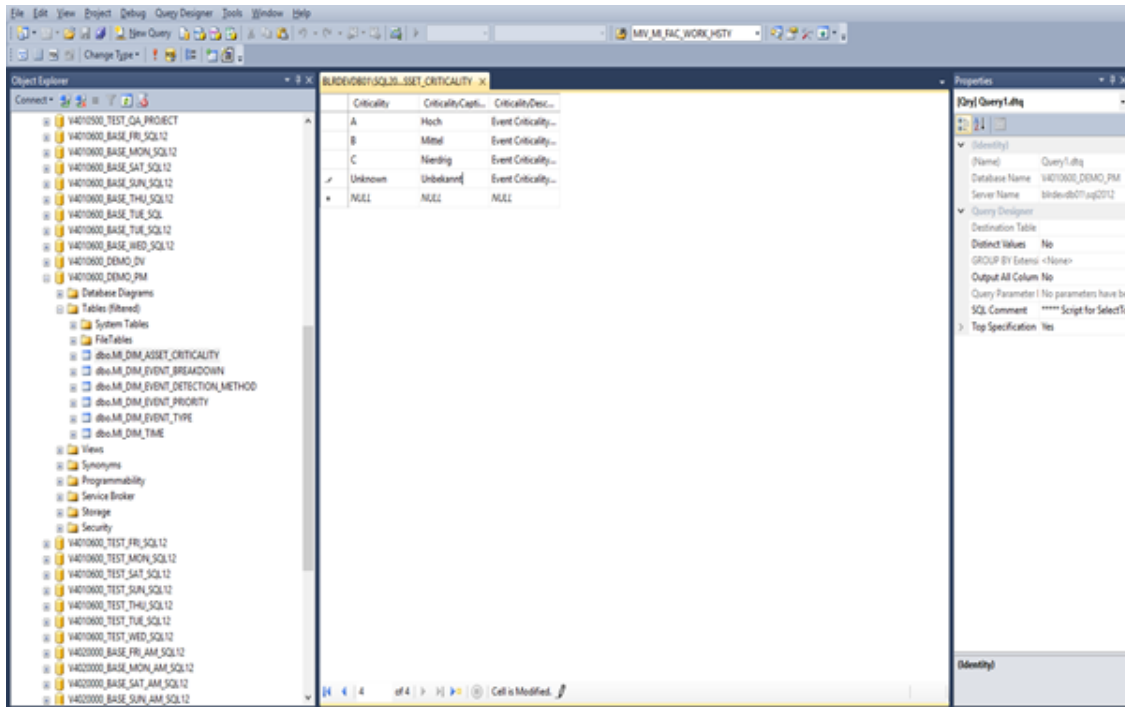 File Edit View Project Debug Query Designer Tools Window Help
New Query MIV_MI_FAC_WORK_HSTY
Change Type
Object Explorer
Connect
V4010500_TEST_QA_PROJECT
V4010600_BASE_FRI_SQL12
V4010600_BASE_MON_SQL12
V4010600_BASE_SAT_SQL12
V4010600_BASE_SUN_SQL12
V4010600_BASE_THU_SQL12
V4010600_BASE_TUE_SQL
V4010600_BASE_TUE_SQL12
V4010600_BASE_WED_SQL12
V4010600_DEMO_DV
V4010600_DEMO_PM
Database Diagrams
Tables (filtered)
System Tables
FileTables
dbo.MI_DIM_ASSET_CRITICALITY
dbo.MI_DIM_EVENT_BREAKDOWN
dbo.MI_DIM_EVENT_DETECTION_METHOD
dbo.MI_DIM_EVENT_PRIORITY
dbo.MI_DIM_EVENT_TYPE
dbo.MI_DIM_TIME
Views
Synonyms
Programmability
Service Broker
Storage
Security
V4010600_TEST_FRI_SQL12
V4010600_TEST_MON_SQL12
V4010600_TEST_SAT_SQL12
V4010600_TEST_SUN_SQL12
V4010600_TEST_THU_SQL12
V4010600_TEST_TUE_SQL12
V4010600_TEST_WED_SQL12
V4020000_BASE_FRI_AM_SQL12
V4020000_BASE_MON_AM_SQL12
V4020000_BASE_SAT_AM_SQL12
V4020000_BASE_SUN_AM_SQL12
BLRDEVDB01\SQL20...SSET_CRITICALITY
Criticality CriticalityCapti... CriticalityDesc...
A Hoch Event Criticality...
B Mittel Event Criticality...
C Nierdrig Event Criticality...
Unknown Unbekannt Event Criticality...
NULL NULL NULL
4 of 4 Cell is Modified.
Properties
[Qry] Query1.dtq
(Identity)
(Name) Query1.dtq
Database Name V4010600_DEMO_PM
Server Name blrdevdb01\sql2012
Query Designer
Destination Table
Distinct Values No
GROUP BY Extensi <None>
Output All Colum No
Query Parameter l No parameters have be
SQL Comment ***** Script for SelectTo
Top Specification Yes
(Identity)